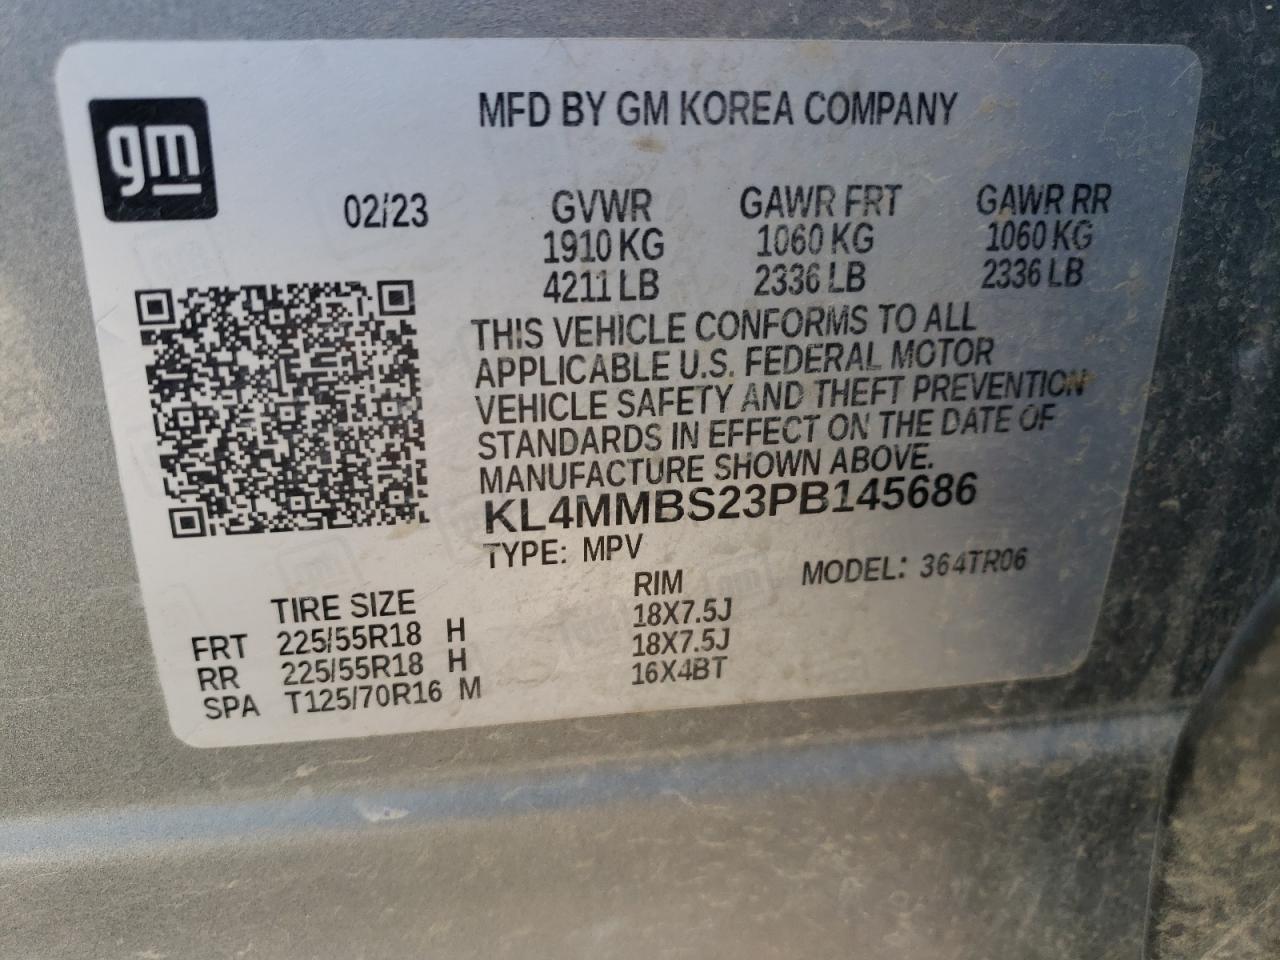 gm
MFD BY GM KOREA COMPANY
02/23 GVWR GAWR FRT GAWR RR
1910 KG 1060 KG 1060 KG
4211 LB 2336 LB 2336 LB
THIS VEHICLE CONFORMS TO ALL
APPLICABLE U.S. FEDERAL MOTOR
VEHICLE SAFETY AND THEFT PREVENTION
STANDARDS IN EFFECT ON THE DATE OF
MANUFACTURE SHOWN ABOVE.
KL4MMBS23PB145686
TYPE: MPV MODEL: 364TR06
TIRE SIZE RIM
FRT 225/55R18 H 18X7.5J
RR 225/55R18 H 18X7.5J
SPA T125/70R16 M 16X4BT